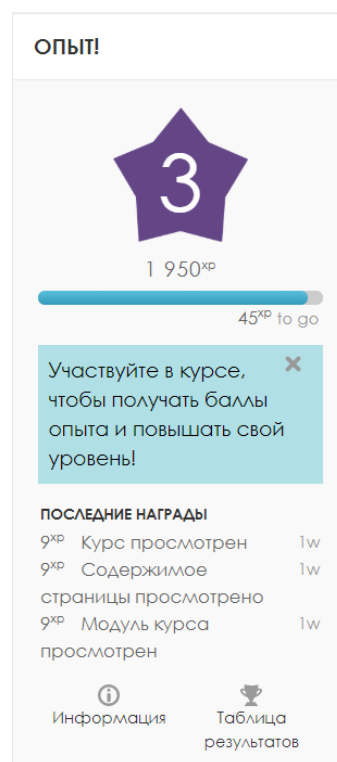 ОПЫТ!
3
1 950xp
45xp to go
Участвуйте в курсе,
чтобы получать баллы
опыта и повышать свой
уровень!
ПОСЛЕДНИЕ НАГРАДЫ
9xp Курс просмотрен 1w
9xp Содержимое 1w
страницы просмотрено
9xp Модуль курса 1w
просмотрен
Информация Таблица
результатов